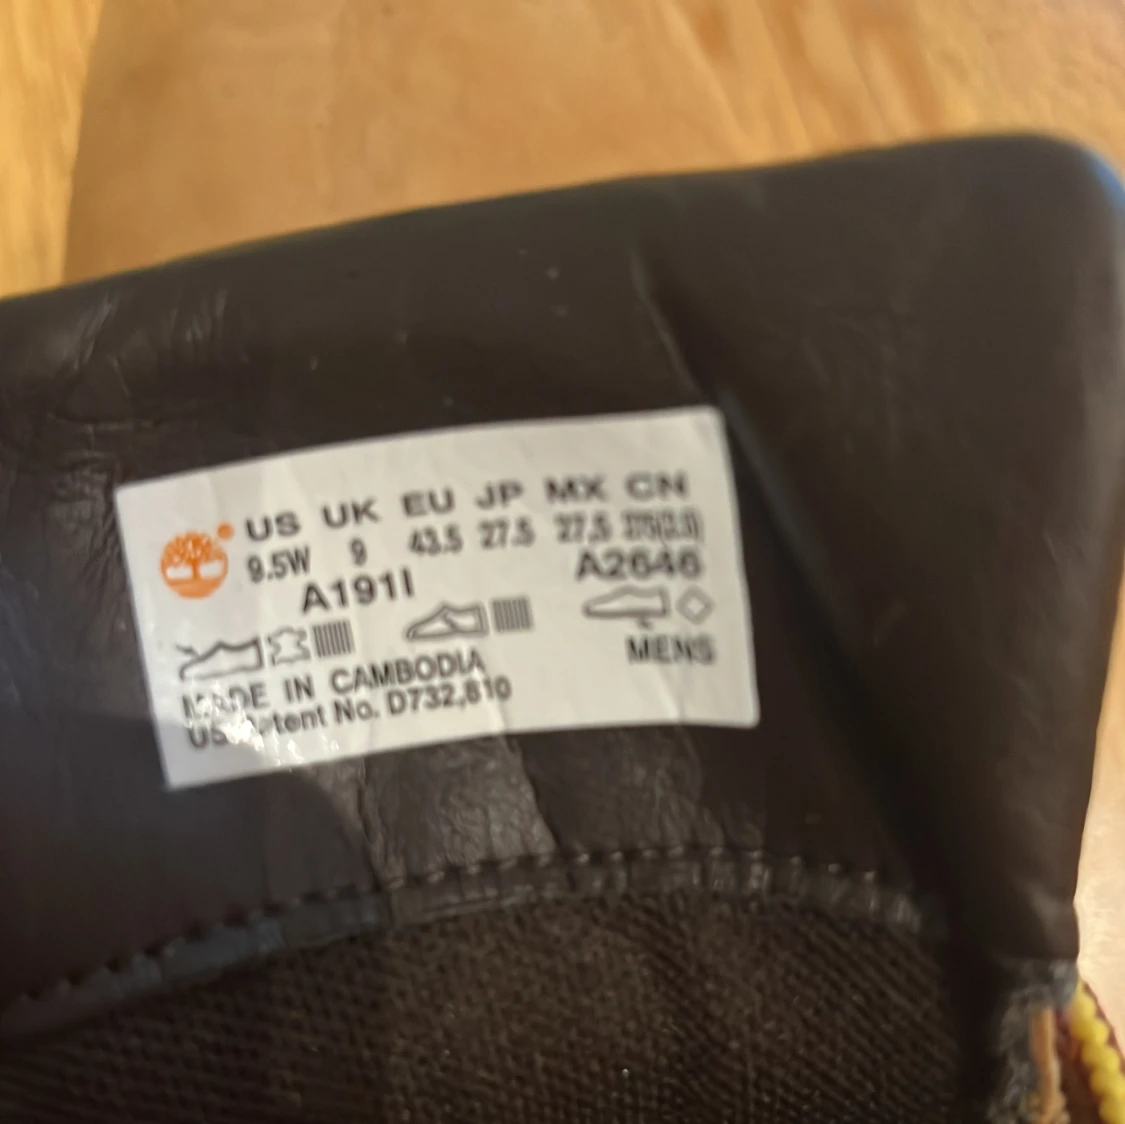 US UK EU JP MX CN
9.5W 9 43.5 27.5 27.5
A191I A2646
MENS
MADE IN CAMBODIA
US Patent No. D732,810